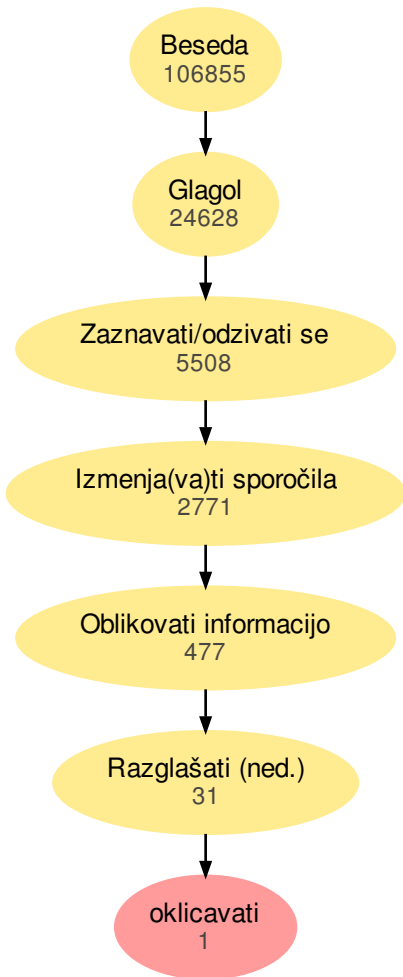 Beseda
106855
Glagol
24628
Zaznavati/odzivati se
5508
Izmenja(va)ti sporočila
2771
Oblikovati informacijo
477
Razglašati (ned.)
31
oklicavati
1